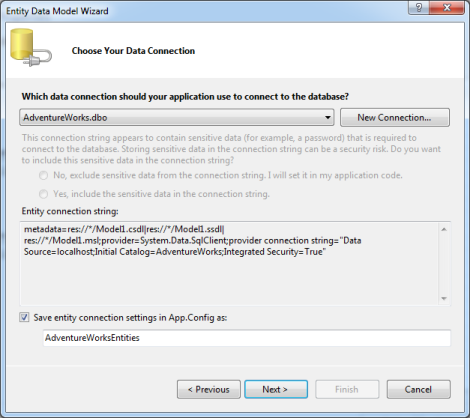 Entity Data Model Wizard
?
Choose Your Data Connection
Which data connection should your application use to connect to the database?
AdventureWorks.dbo
New Connection...
This connection string appears to contain sensitive data (for example, a password) that is required to
connect to the database. Storing sensitive data in the connection string can be a security risk. Do you want
to include this sensitive data in the connection string?
No, exclude sensitive data from the connection string. I will set it in my application code.
Yes, include the sensitive data in the connection string.
Entity connection string:
metadata=res://*/Model1.csdl|res://*/Model1.ssdl|
res://*/Model1.msl;provider=System.Data.SqlClient;provider connection string="Data
Source=localhost;Initial Catalog=AdventureWorks;Integrated Security=True"
Save entity connection settings in App.Config as:
AdventureWorksEntities
< Previous
Next >
Finish
Cancel